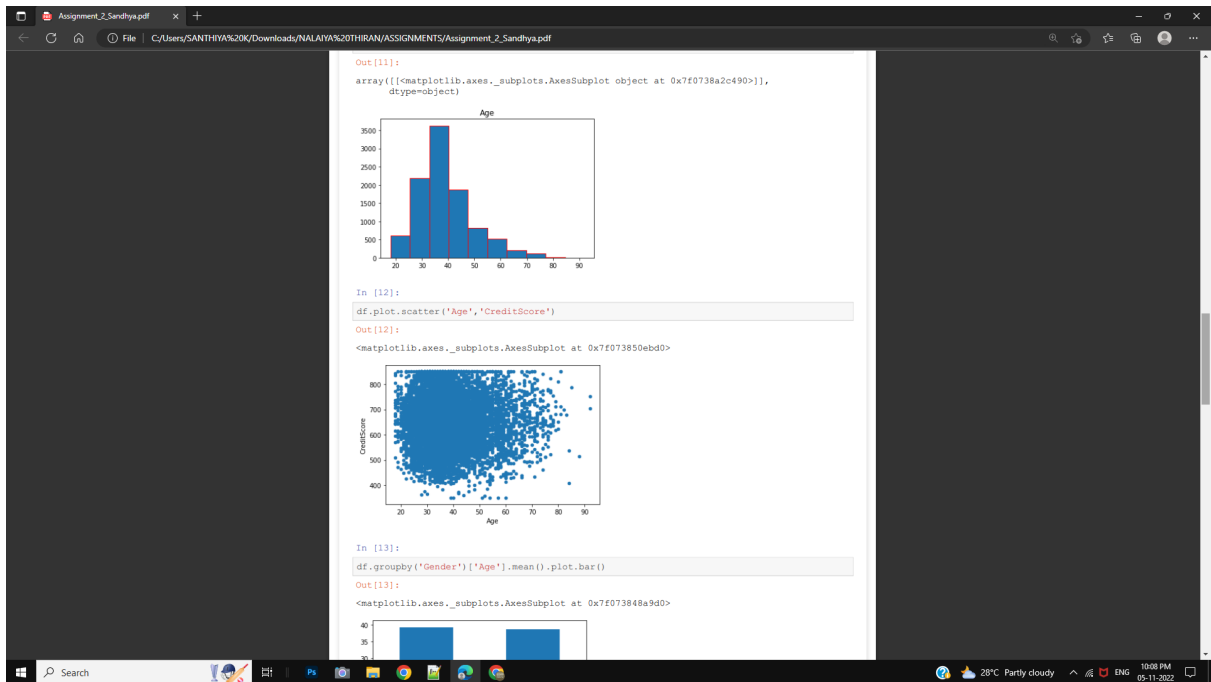 Assignment_2_Sandhya.pdf
File | C:/Users/SANTHIYA%20K/Downloads/NALAIYA%20THIRAN/ASSIGNMENTS/Assignment_2_Sandhya.pdf
Out[11]:
array([[<matplotlib.axes._subplots.AxesSubplot object at 0x7f0738a2c490>]],
dtype=object)
Age
3500
3000
2500
2000
1500
1000
500
0
20 30 40 50 60 70 80 90
In [12]:
df.plot.scatter('Age','CreditScore')
Out[12]:
<matplotlib.axes._subplots.AxesSubplot at 0x7f073850ebd0>
800
700
600
500
400
CreditScore
20 30 40 50 60 70 80 90
Age
In [13]:
df.groupby('Gender')['Age'].mean().plot.bar()
Out[13]:
<matplotlib.axes._subplots.AxesSubplot at 0x7f073848a9d0>
40
35
30
Search
Ps
28°C Partly cloudy
ENG
10:08 PM
05-11-2022